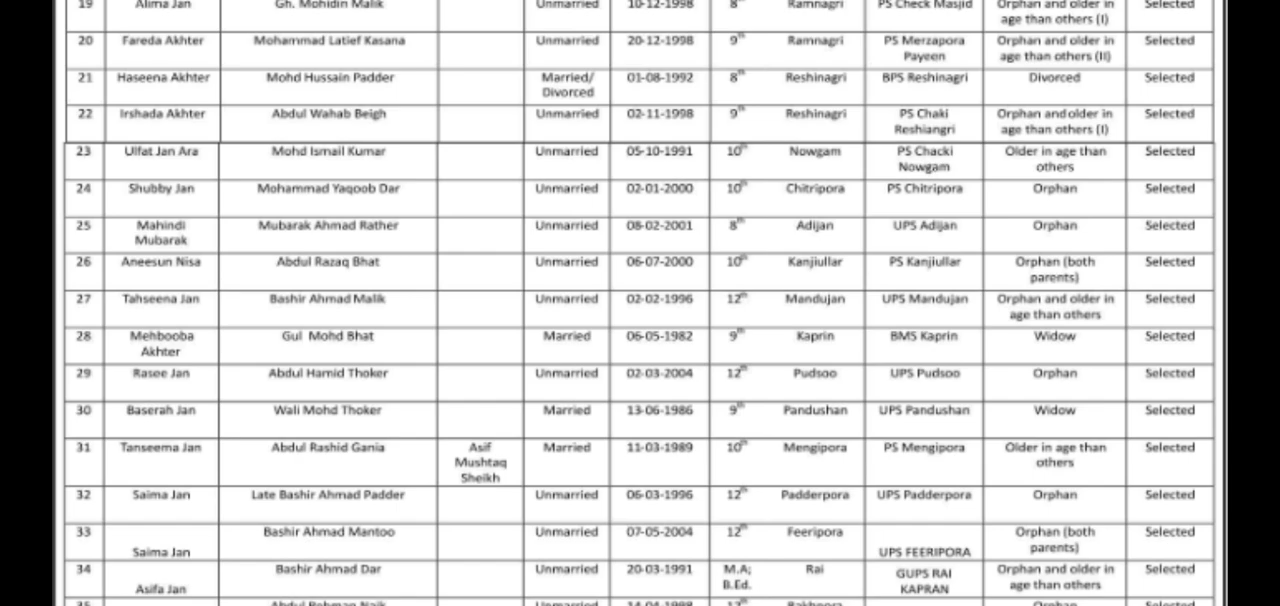 19 Alima Jan Gh. Mohidin Malik Unmarried 10-12-1998 8th Ramnagri PS Check Masjid Orphan and older in age than others (I) Selected
20 Fareda Akhter Mohammad Latief Kasana Unmarried 20-12-1998 9th Ramnagri PS Merzapora Payeen Orphan and older in age than others (II) Selected
21 Haseena Akhter Mohd Hussain Padder Married/ Divorced 01-08-1992 8th Reshinagri BPS Reshinagri Divorced Selected
22 Irshada Akhter Abdul Wahab Beigh Unmarried 02-11-1998 9th Reshinagri PS Chaki Reshiangri Orphan and older in age than others (I) Selected
23 Ulfat Jan Ara Mohd Ismail Kumar Unmarried 05-10-1991 10th Nowgam PS Chacki Nowgam Older in age than others Selected
24 Shubby Jan Mohammad Yaqoob Dar Unmarried 02-01-2000 10th Chitripora PS Chitripora Orphan Selected
25 Mahindi Mubarak Mubarak Ahmad Rather Unmarried 08-02-2001 8th Adijan UPS Adijan Orphan Selected
26 Aneesun Nisa Abdul Razaq Bhat Unmarried 06-07-2000 10th Kanjiullar PS Kanjiullar Orphan (both parents) Selected
27 Tahseena Jan Bashir Ahmad Malik Unmarried 02-02-1996 12th Mandujan UPS Mandujan Orphan and older in age than others Selected
28 Mehbooba Akhter Gul Mohd Bhat Married 06-05-1982 9th Kaprin BMS Kaprin Widow Selected
29 Rasee Jan Abdul Hamid Thoker Unmarried 02-03-2004 12th Pudsoo UPS Pudsoo Orphan Selected
30 Baserah Jan Wali Mohd Thoker Married 13-06-1986 9th Pandushan UPS Pandushan Widow Selected
31 Tanseema Jan Abdul Rashid Gania Asif Mushtaq Sheikh Married 11-03-1989 10th Mengipora PS Mengipora Older in age than others Selected
32 Saima Jan Late Bashir Ahmad Padder Unmarried 06-03-1996 12th Padderpora UPS Padderpora Orphan Selected
33 Saima Jan Bashir Ahmad Mantoo Unmarried 07-05-2004 12th Feeripora UPS FEERIPORA Orphan (both parents) Selected
34 Asifa Jan Bashir Ahmad Dar Unmarried 20-03-1991 M.A; B.Ed. Rai GUPS RAI KAPRAN Orphan and older in age than others Selected